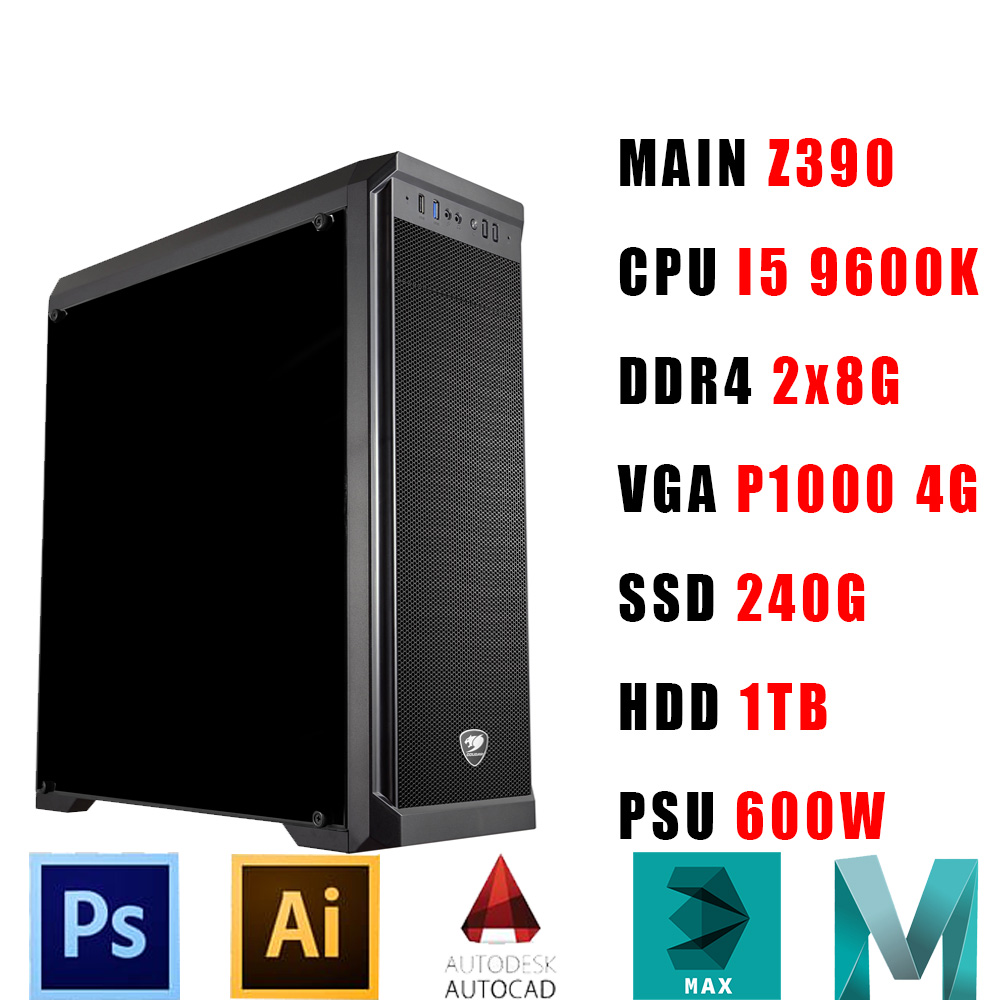 MAIN Z390
CPU I5 9600K
DDR4 2x8G
VGA P1000 4G
SSD 240G
HDD 1TB
PSU 600W
Ps
Ai
AUTODESK
AUTOCAD
MAX
M